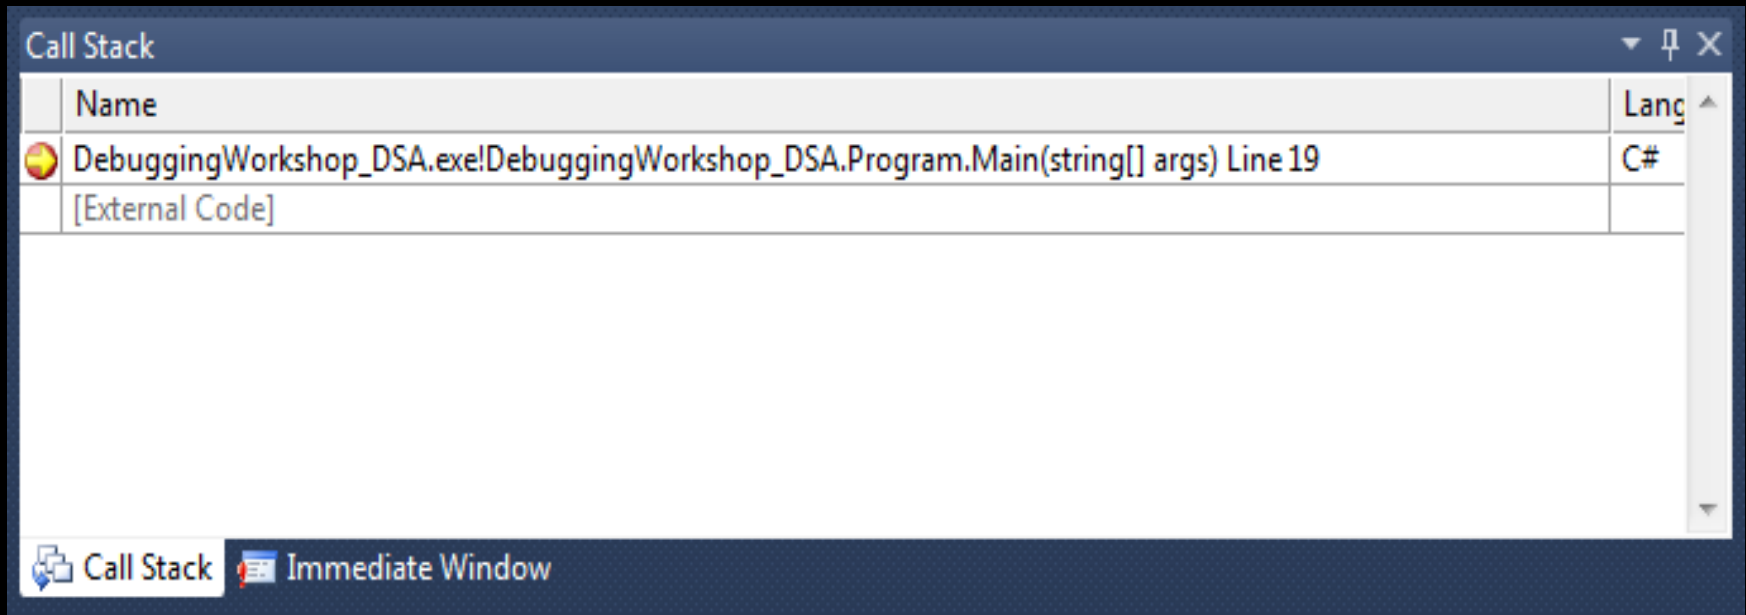 Call Stack
Name Lang
DebuggingWorkshop_DSA.exe!DebuggingWorkshop_DSA.Program.Main(string[] args) Line 19 C#
[External Code]
Call Stack Immediate Window